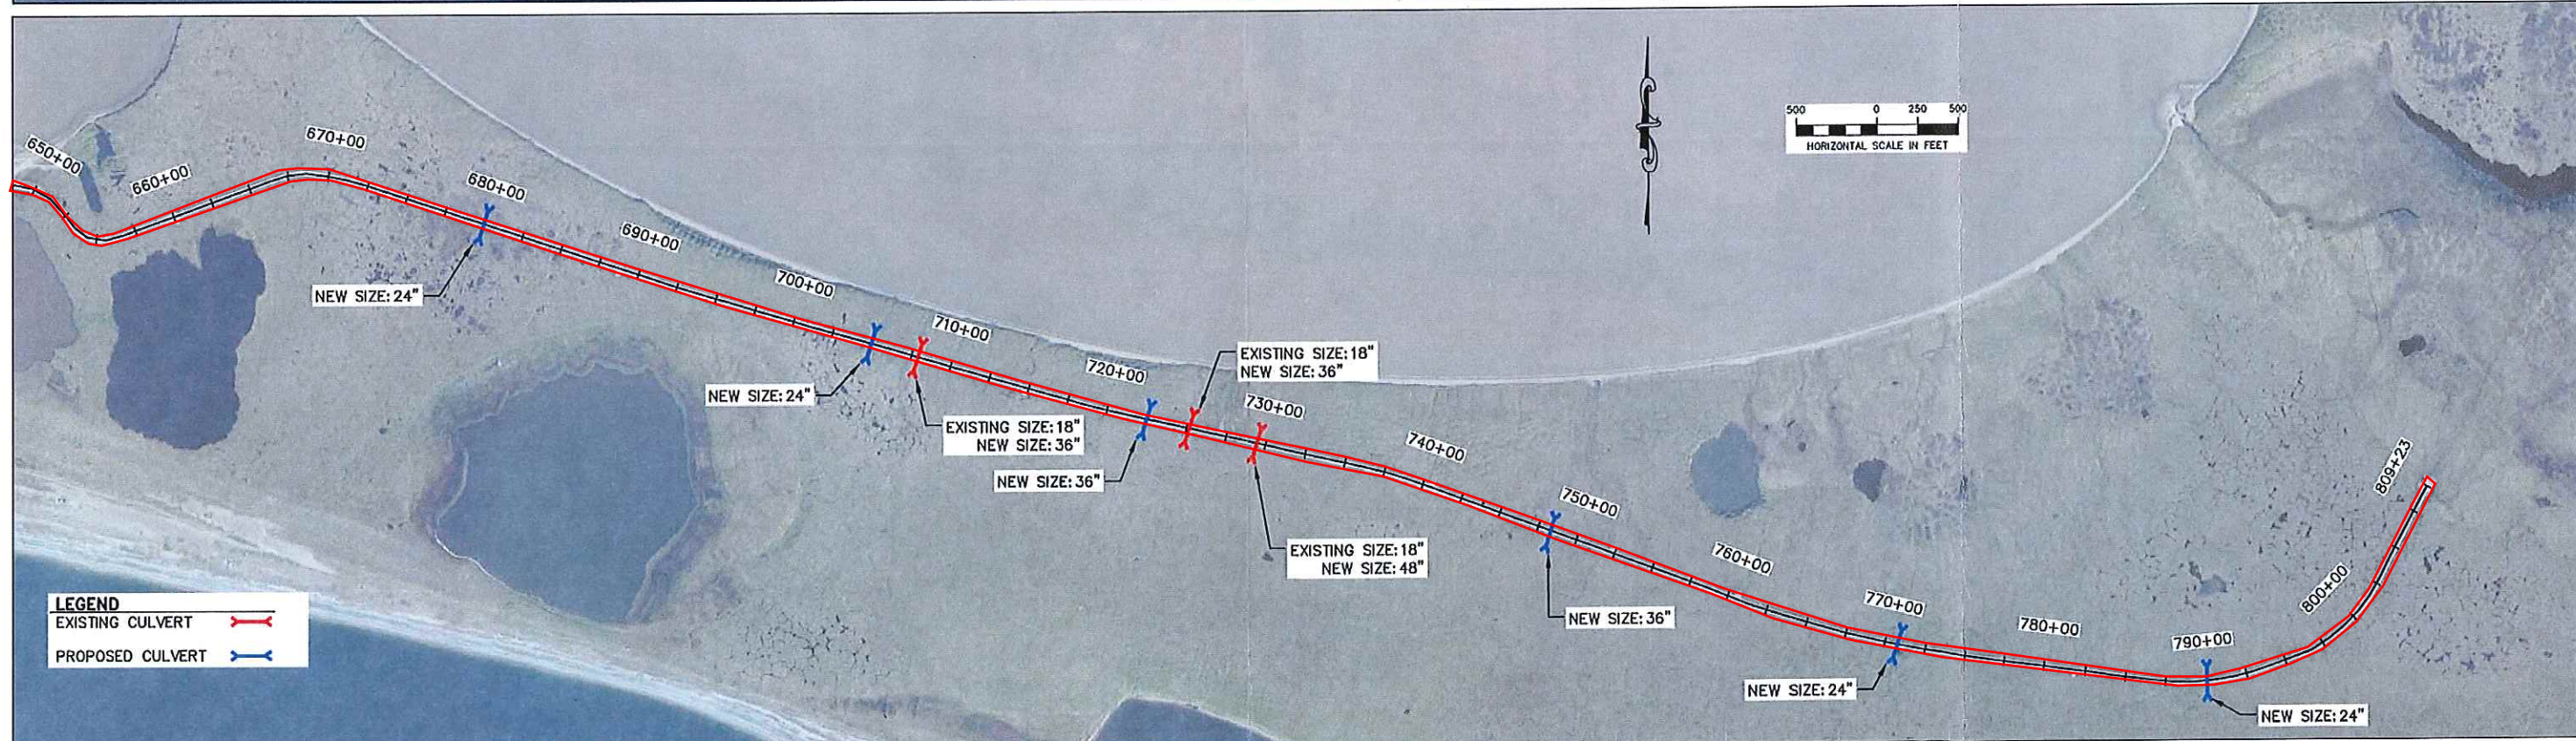 650+00
660+00
670+00
680+00
690+00
700+00
710+00
720+00
730+00
740+00
750+00
760+00
770+00
780+00
790+00
800+00
809+23
500 0 250 500
HORIZONTAL SCALE IN FEET
NEW SIZE: 24"
NEW SIZE: 24"
EXISTING SIZE: 18"
NEW SIZE: 36"
NEW SIZE: 36"
EXISTING SIZE: 18"
NEW SIZE: 36"
EXISTING SIZE: 18"
NEW SIZE: 48"
NEW SIZE: 36"
NEW SIZE: 24"
NEW SIZE: 24"
LEGEND
EXISTING CULVERT
PROPOSED CULVERT